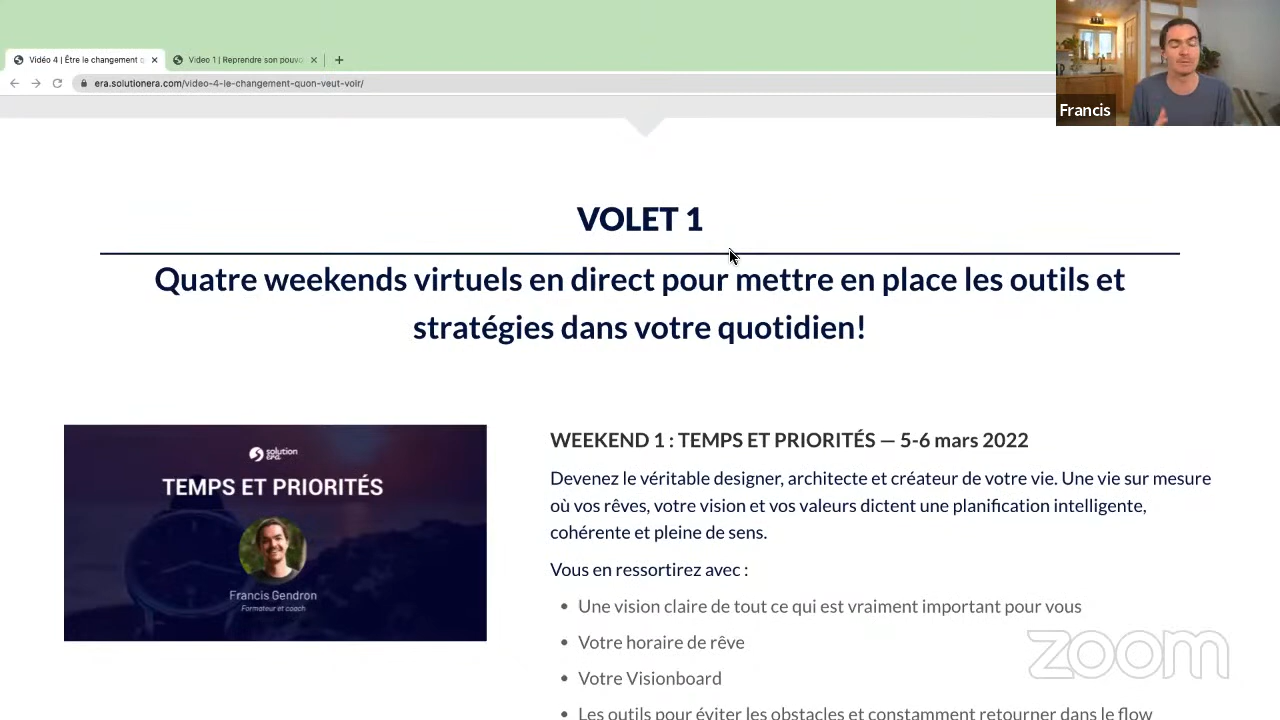 Vidéo 4 | Être le changement
Video 1 | Reprendre son pouvo
era.solutionera.com/video-4-le-changement-quon-veut-voir/
Francis
VOLET 1
Quatre weekends virtuels en direct pour mettre en place les outils et
stratégies dans votre quotidien!
solution
era
TEMPS ET PRIORITÉS
Francis Gendron
Formateur et coach
WEEKEND 1 : TEMPS ET PRIORITÉS — 5-6 mars 2022
Devenez le véritable designer, architecte et créateur de votre vie. Une vie sur mesure
où vos rêves, votre vision et vos valeurs dictent une planification intelligente,
cohérente et pleine de sens.
Vous en ressortirez avec :
• Une vision claire de tout ce qui est vraiment important pour vous
• Votre horaire de rêve
• Votre Visionboard
• Les outils pour éviter les obstacles et constamment retourner dans le flow
zoom